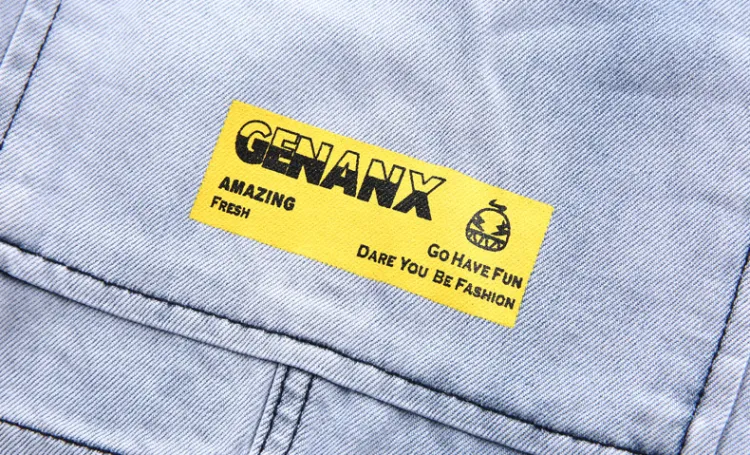 GENANX
AMAZING
FRESH
GO HAVE FUN
DARE YOU BE FASHION